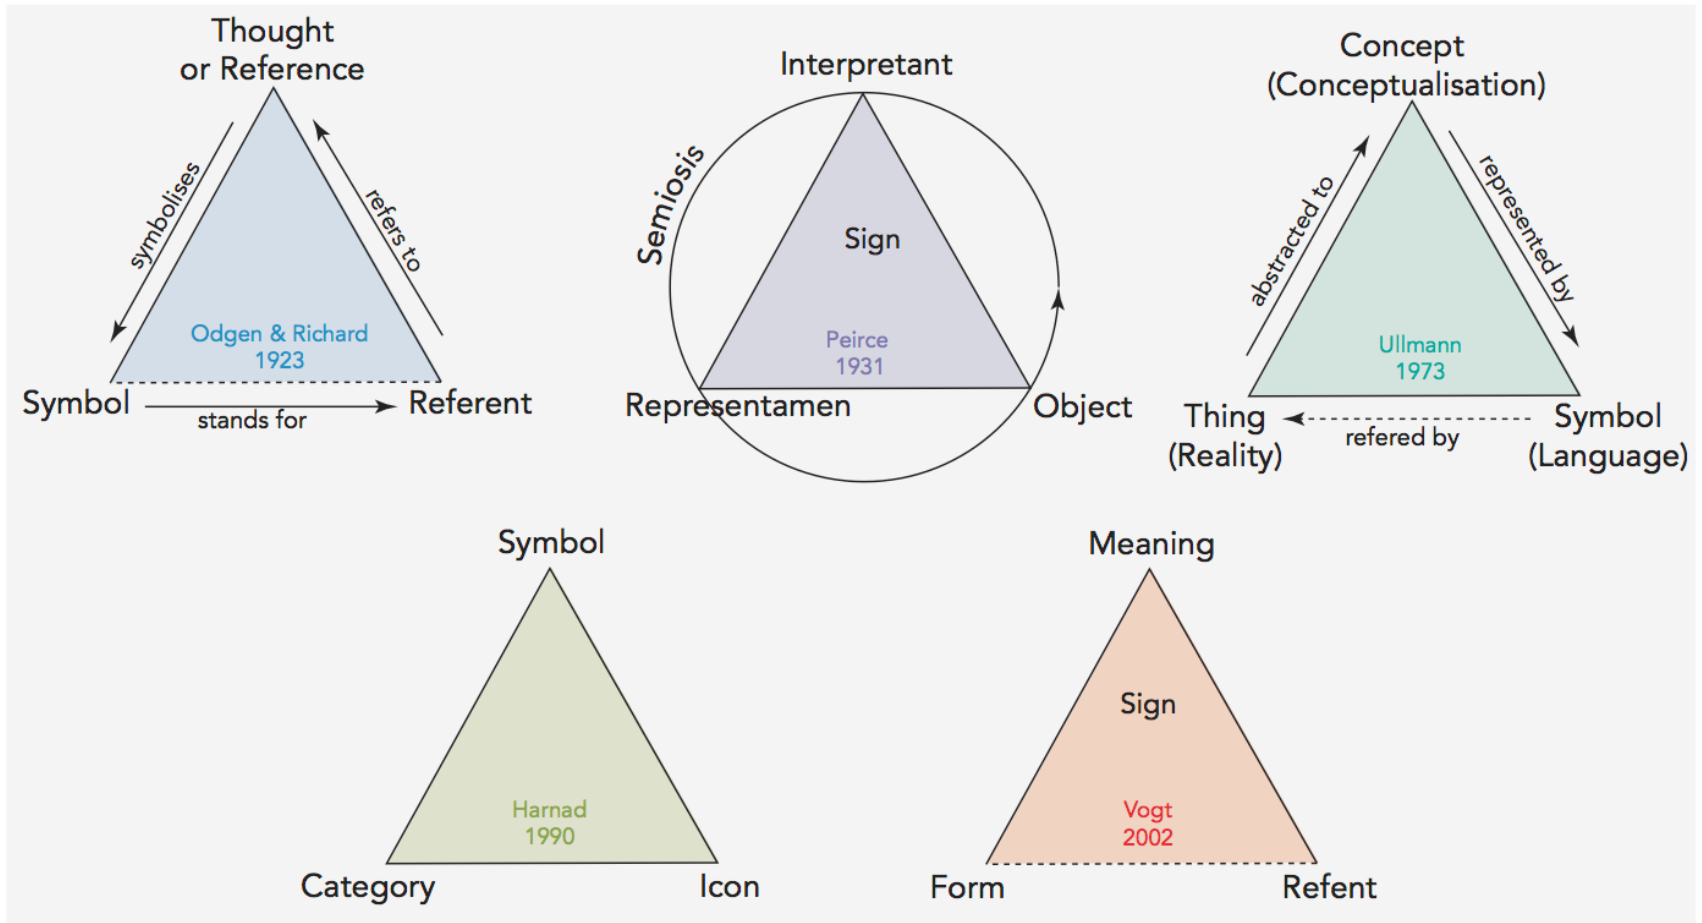 Thought
or Reference
symbolises
refers to
Odgen & Richard
1923
Symbol
stands for
Referent
Interpretant
Semiosis
Sign
Peirce
1931
Representamen
Object
Concept
(Conceptualisation)
abstracted to
represented by
Ullmann
1973
Thing
(Reality)
refered by
Symbol
(Language)
Symbol
Harnad
1990
Category
Icon
Meaning
Sign
Vogt
2002
Form
Refent